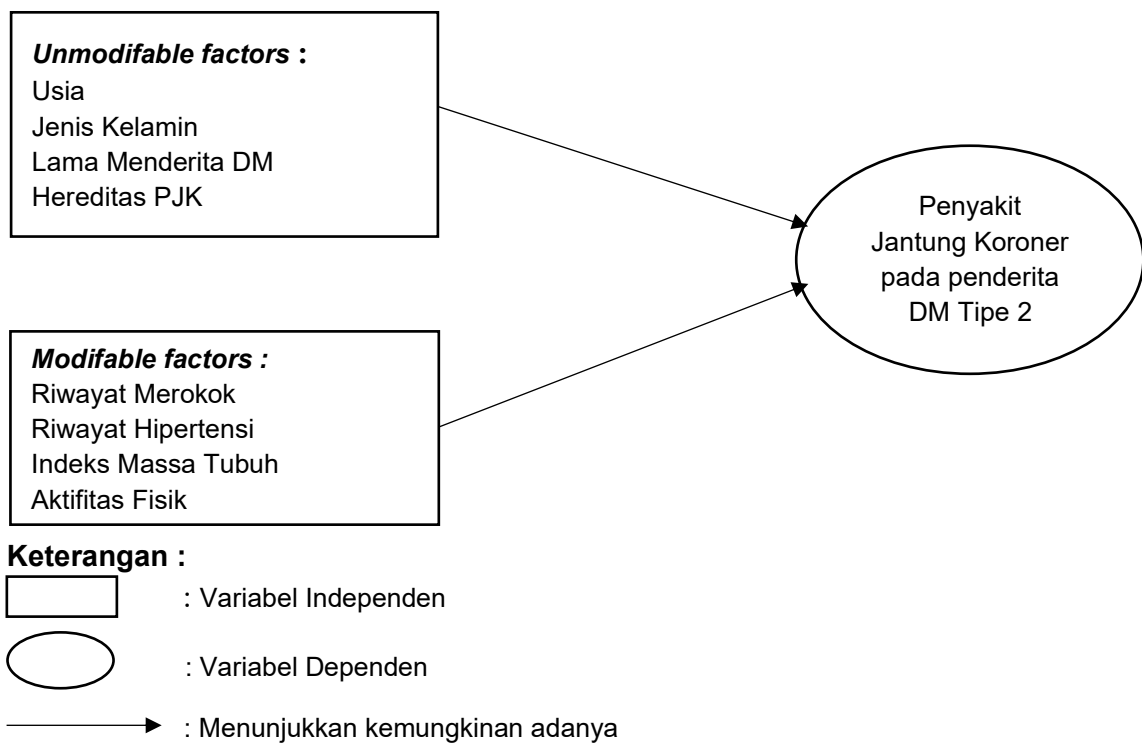 Unmodifable factors :
Usia
Jenis Kelamin
Lama Menderita DM
Hereditas PJK
Penyakit
Jantung Koroner
pada penderita
DM Tipe 2
Modifable factors :
Riwayat Merokok
Riwayat Hipertensi
Indeks Massa Tubuh
Aktifitas Fisik
Keterangan :
: Variabel Independen
: Variabel Dependen
: Menunjukkan kemungkinan adanya